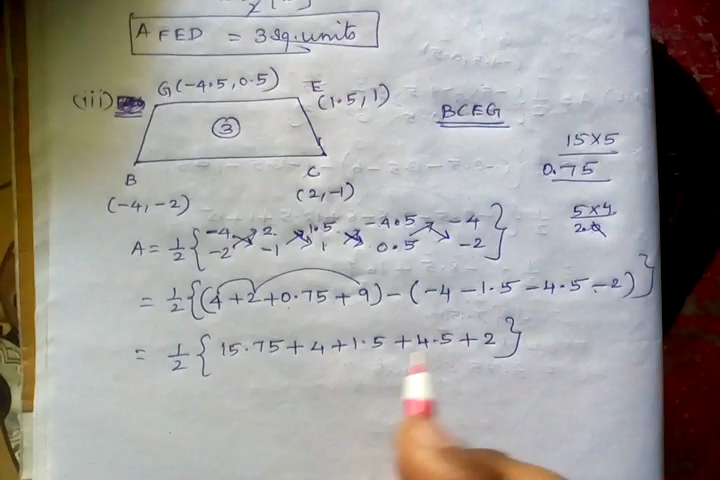 A FED = 3 sq.units
(iii) G(-4.5, 0.5) E (1.5, 1)
3
BCEG
15×5
0.75
B C
(-4, -2) (2, -1)
5×4
2.0
A = 1/2 { -4 2 1.5 -4.5 -4
-2 -1 1 0.5 -2 }
= 1/2 {(4+2+0.75+9)-(-4-1.5-4.5-2)}
= 1/2 { 15.75+4+1.5+4.5+2 }